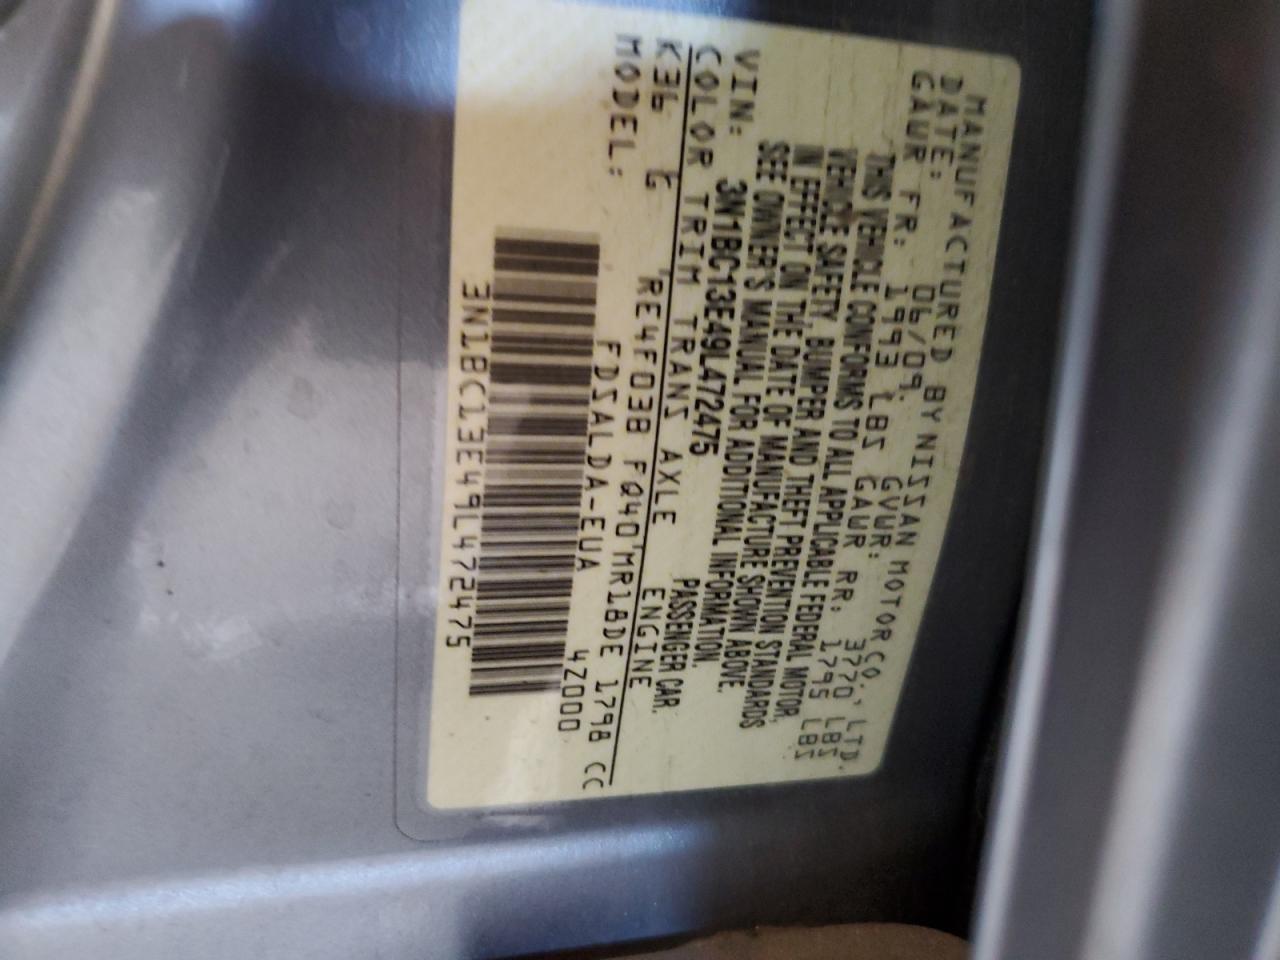 MANUFACTURED BY NISSAN MOTOR CO., LTD.
DATE: 06/09. GVWR: 3770 LBS
GAWR FR: 1993 LBS GAWR RR: 1795 LBS
THIS VEHICLE CONFORMS TO ALL APPLICABLE FEDERAL MOTOR
VEHICLE SAFETY, BUMPER AND THEFT PREVENTION STANDARDS
IN EFFECT ON THE DATE OF MANUFACTURE SHOWN ABOVE.
SEE OWNER'S MANUAL FOR ADDITIONAL INFORMATION.
VIN: 3N1BC13E49L472475 PASSENGER CAR.
COLOR TRIM TRANS AXLE ENGINE
K36 G RE4F03B FQ40 MR18DE 1798 CC
MODEL: FDSALDA-EUA 4Z000
3N1BC13E49L472475